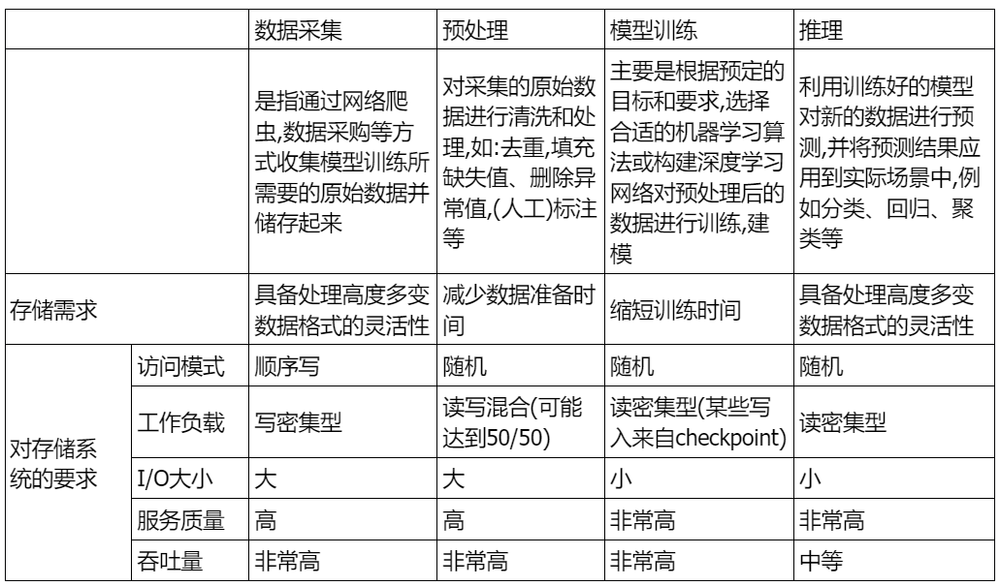 数据采集
预处理
模型训练
推理
是指通过网络爬
虫,数据采购等方
式收集模型训练所
需要的原始数据并
储存起来
对采集的原始数
据进行清洗和处
理,如:去重,填充
缺失值、删除异
常值,(人工)标注
等
主要是根据预定的
目标和要求,选择
合适的机器学习算
法或构建深度学习
网络对预处理后的
数据进行训练,建
模
利用训练好的模型
对新的数据进行预
测,并将预测结果应
用到实际场景中,例
如分类、回归、聚
类等
存储需求
具备处理高度多变
数据格式的灵活性
减少数据准备时
间
缩短训练时间
具备处理高度多变
数据格式的灵活性
对存储系
统的要求
访问模式
顺序写
随机
随机
随机
工作负载
写密集型
读写混合(可能
达到50/50)
读密集型(某些写
入来自checkpoint)
读密集型
I/O大小
大
大
小
小
服务质量
高
高
非常高
非常高
吞吐量
非常高
非常高
非常高
中等